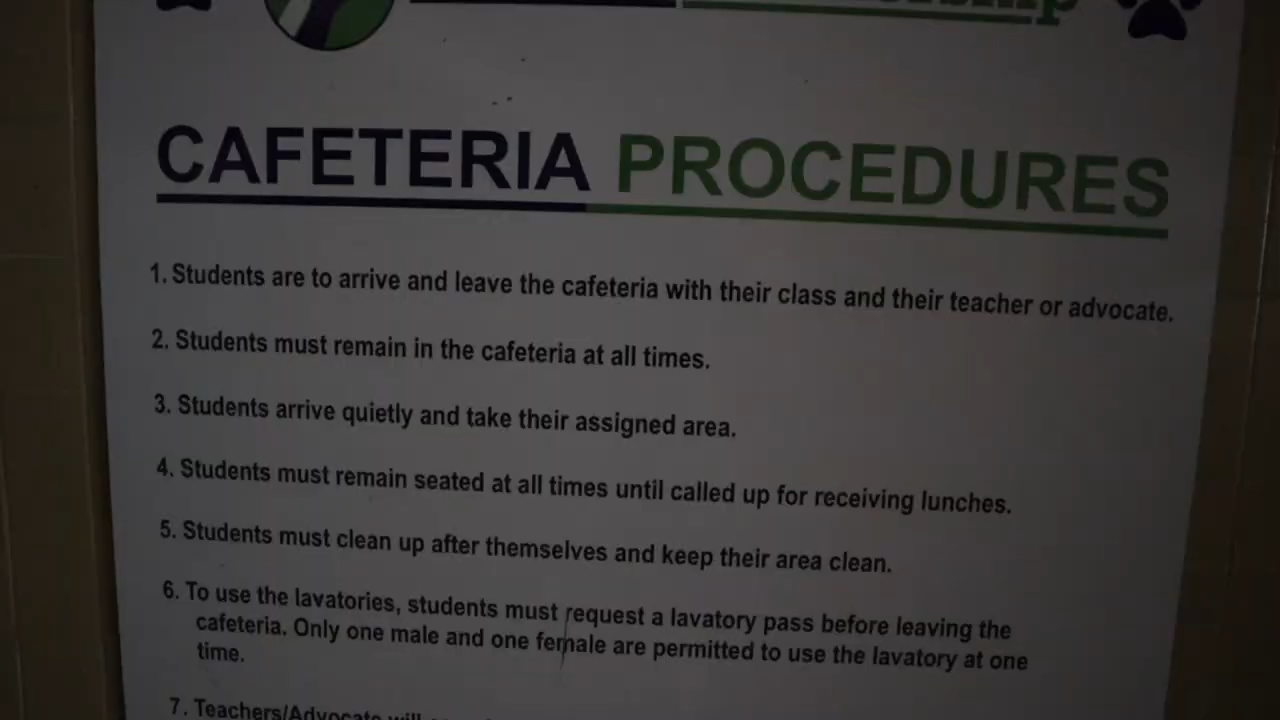 CAFETERIA PROCEDURES
1. Students are to arrive and leave the cafeteria with their class and their teacher or advocate.
2. Students must remain in the cafeteria at all times.
3. Students arrive quietly and take their assigned area.
4. Students must remain seated at all times until called up for receiving lunches.
5. Students must clean up after themselves and keep their area clean.
6. To use the lavatories, students must request a lavatory pass before leaving the
cafeteria. Only one male and one female are permitted to use the lavatory at one
time.
7. Teachers/Advocate will